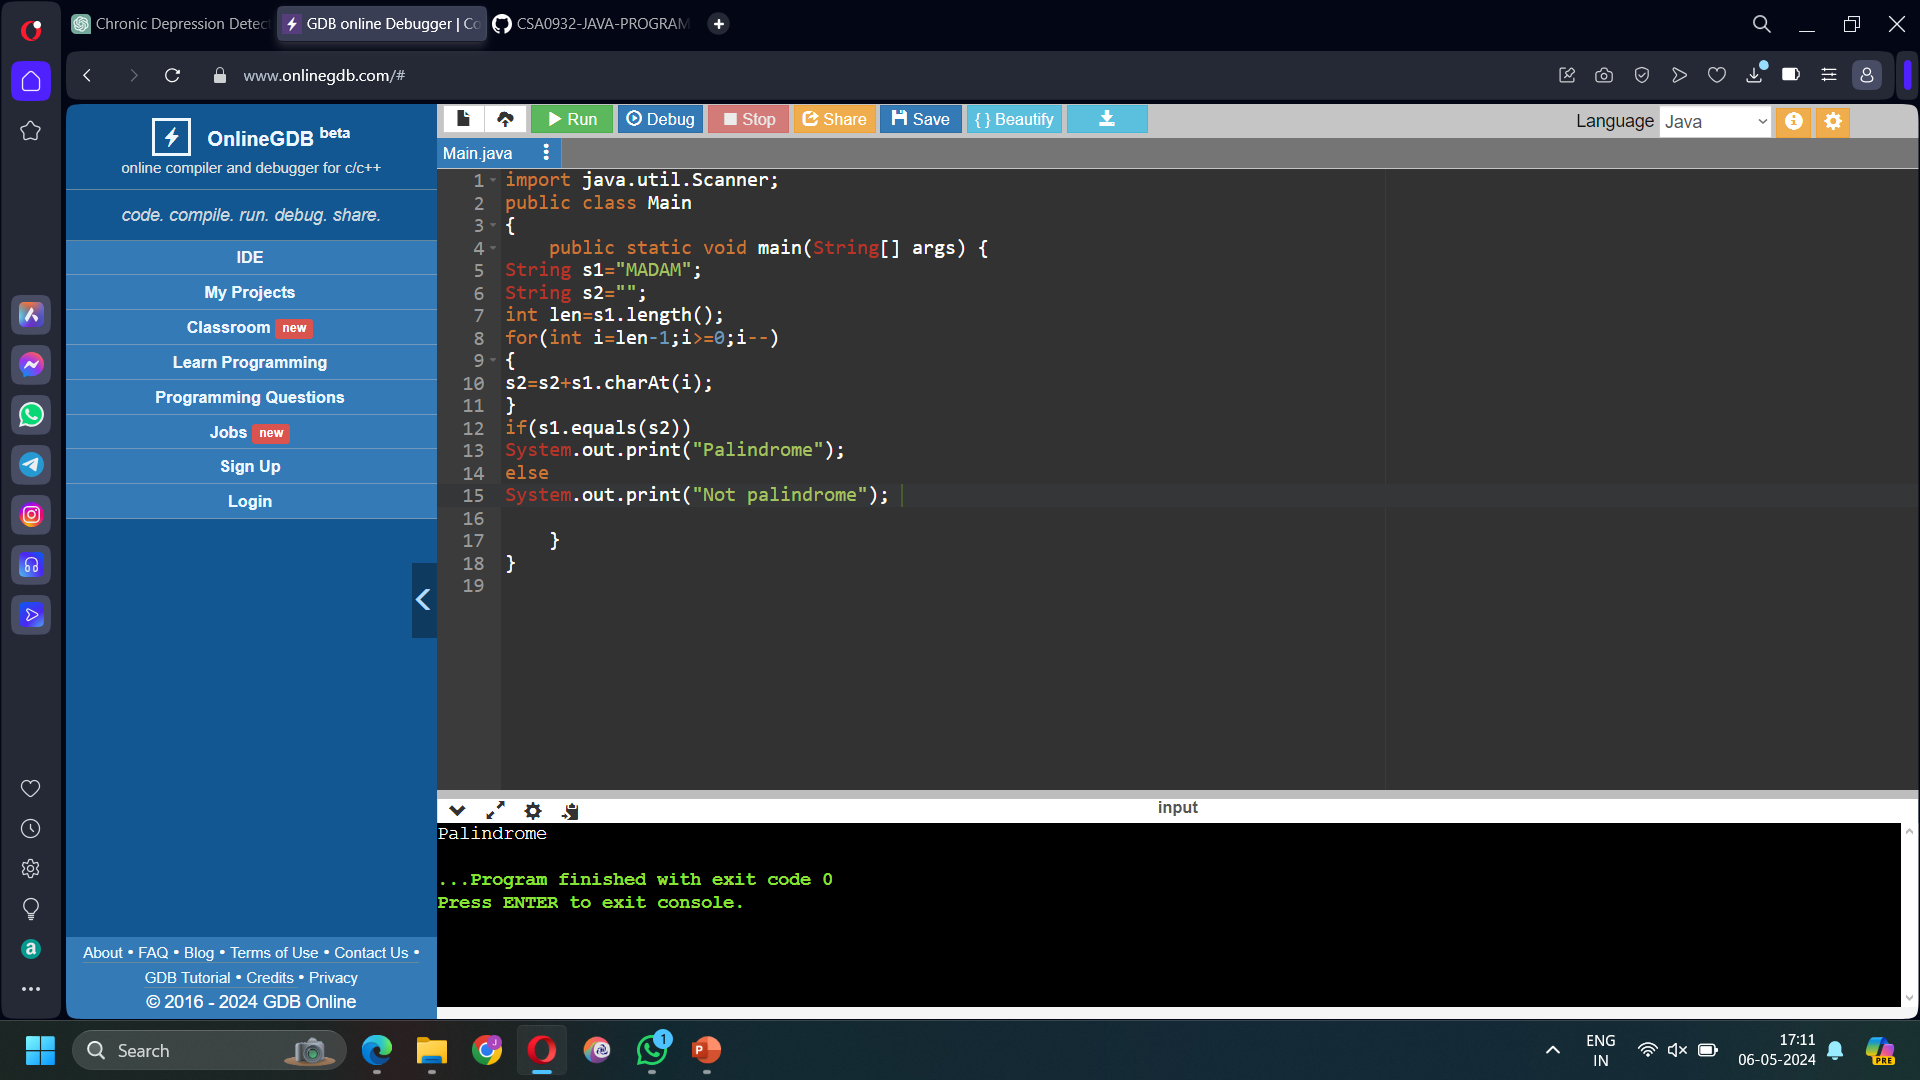 Chronic Depression Detect
GDB online Debugger | Co
CSA0932-JAVA-PROGRAM
www.onlinegdb.com/#
OnlineGDB beta
online compiler and debugger for c/c++
code. compile. run. debug. share.
IDE
My Projects
Classroom new
Learn Programming
Programming Questions
Jobs new
Sign Up
Login
About • FAQ • Blog • Terms of Use • Contact Us •
GDB Tutorial • Credits • Privacy
© 2016 - 2024 GDB Online
Run Debug Stop Share Save { } Beautify
Language Java
Main.java
1 import java.util.Scanner;
2 public class Main
3 {
4     public static void main(String[] args) {
5 String s1="MADAM";
6 String s2="";
7 int len=s1.length();
8 for(int i=len-1;i>=0;i--)
9 {
10 s2=s2+s1.charAt(i);
11 }
12 if(s1.equals(s2))
13 System.out.print("Palindrome");
14 else
15 System.out.print("Not palindrome");
16
17     }
18 }
19
input
Palindrome
...Program finished with exit code 0
Press ENTER to exit console.
Search
1
ENG
IN
17:11
06-05-2024
PRE